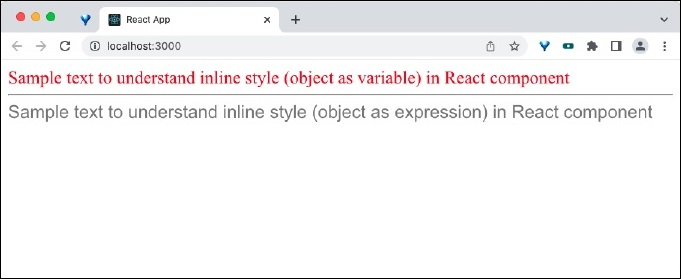 React App
localhost:3000
Sample text to understand inline style (object as variable) in React component
Sample text to understand inline style (object as expression) in React component